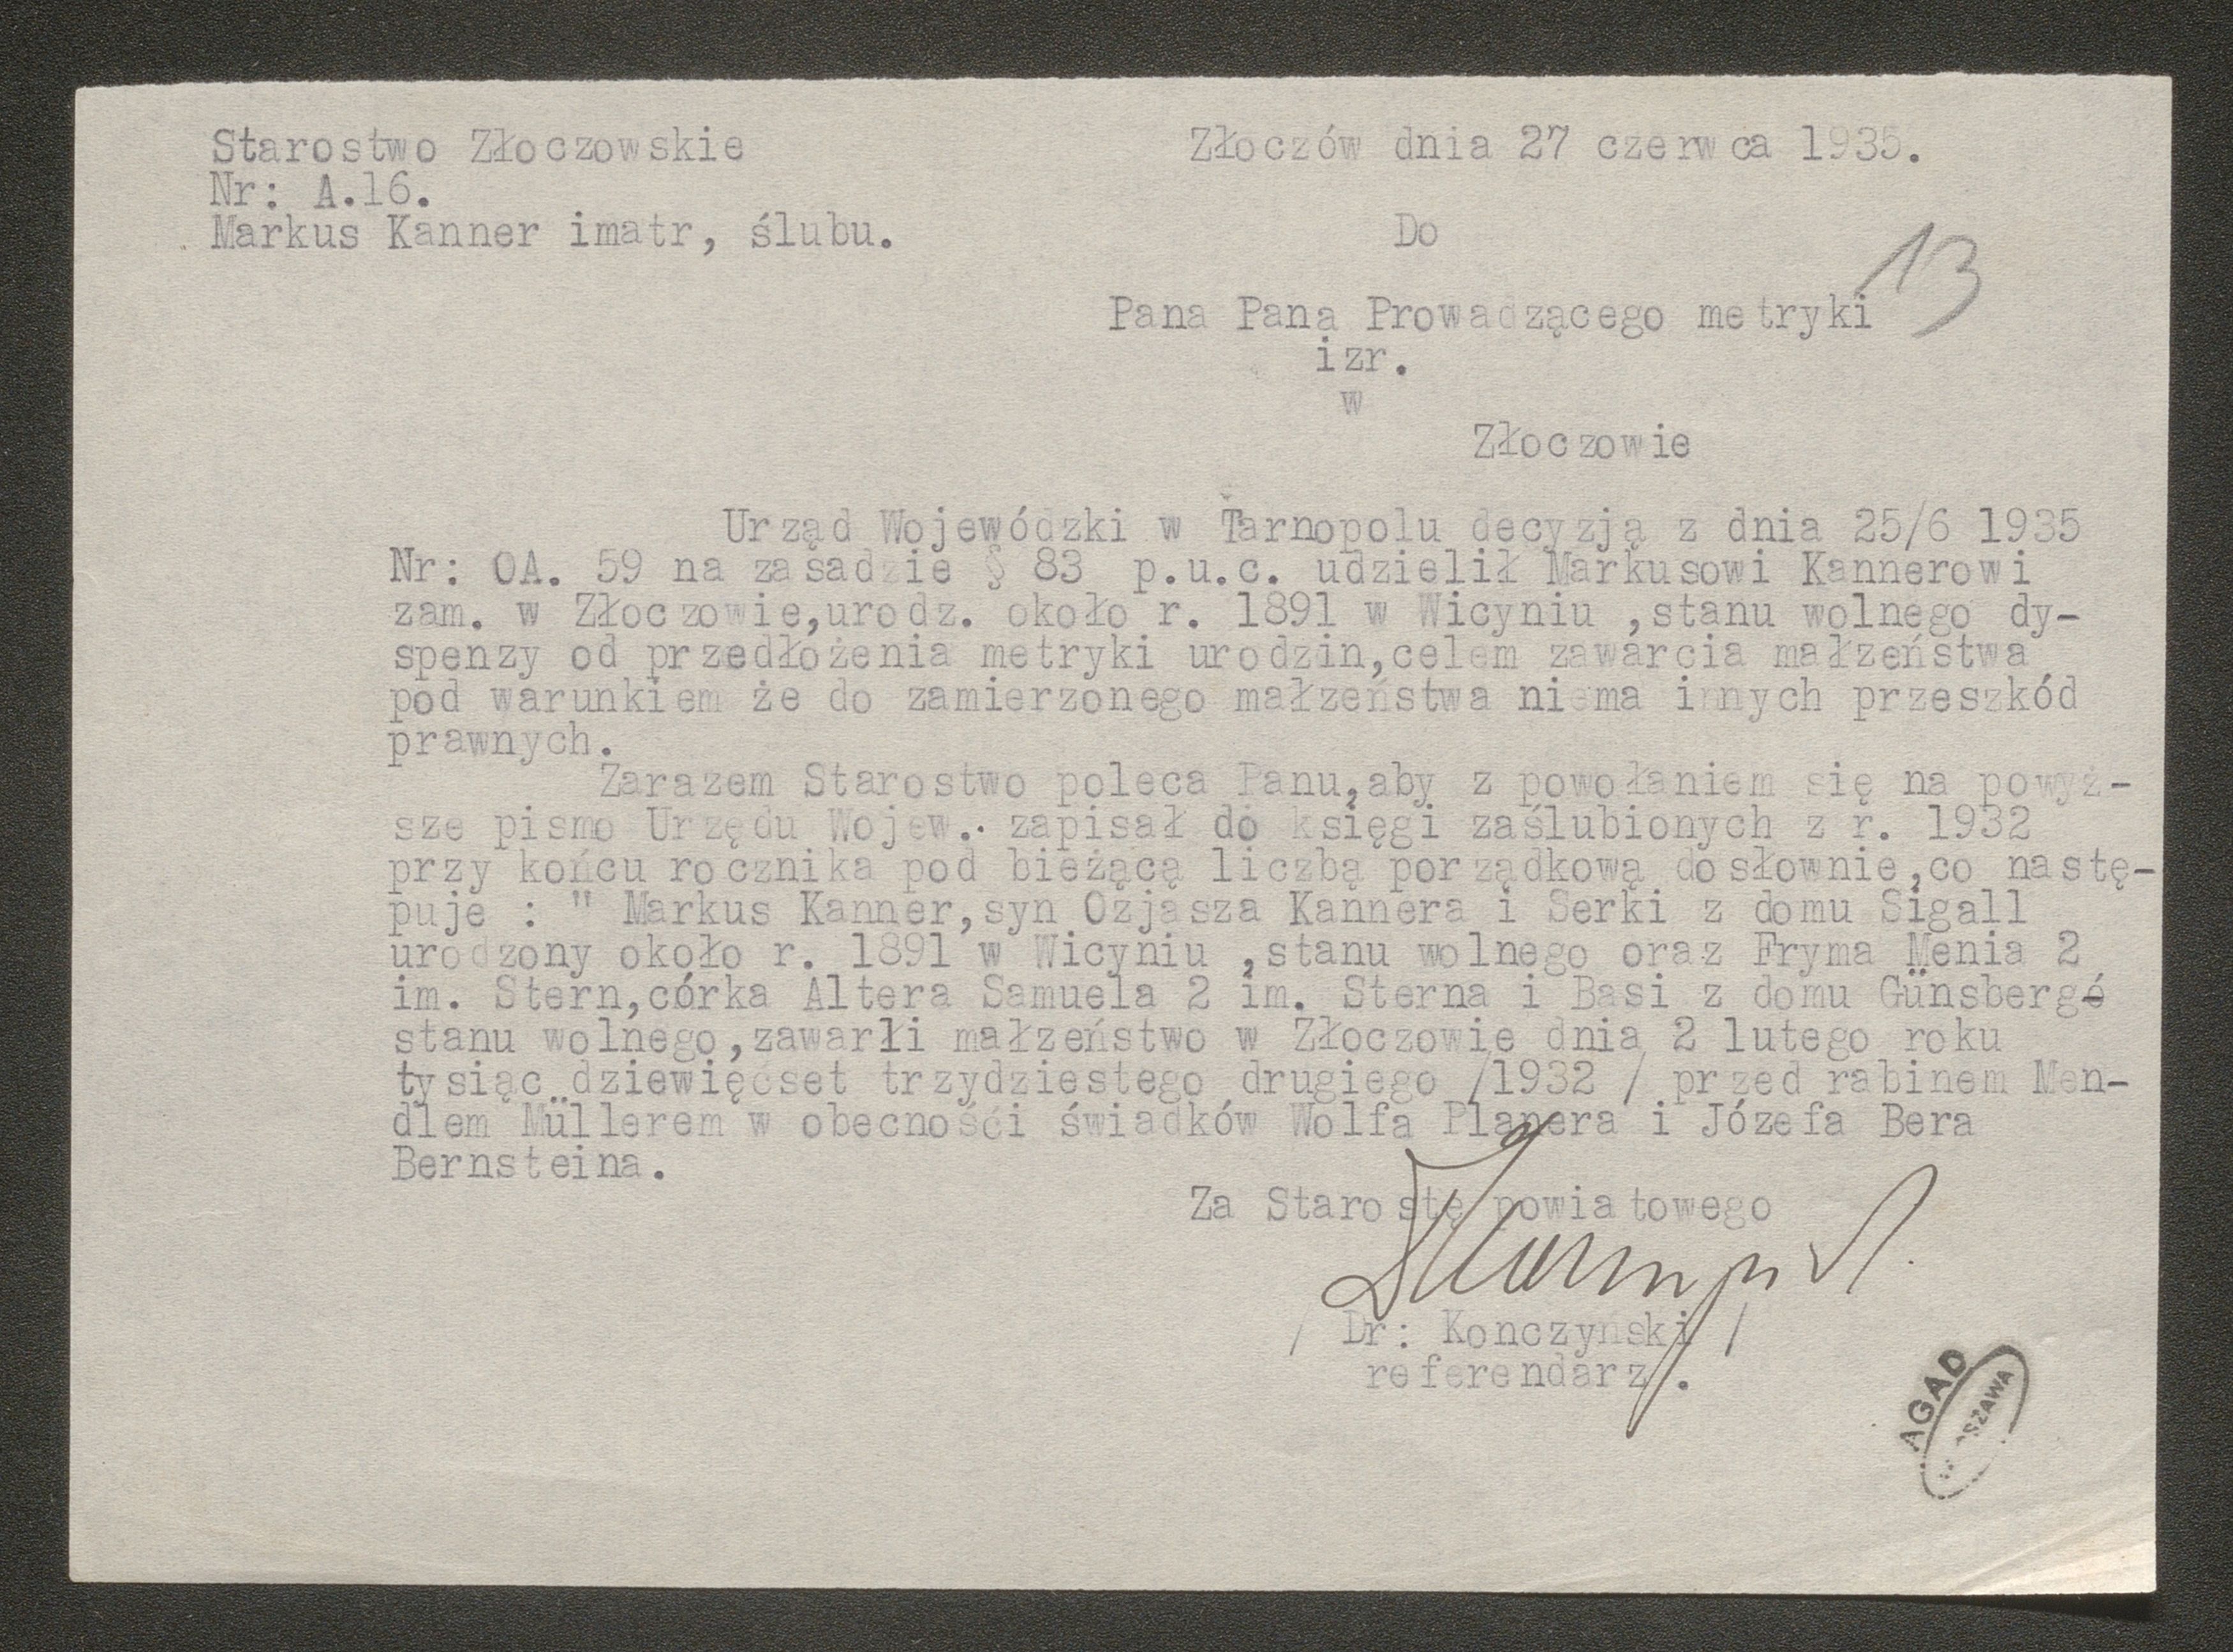 Starostwo Złoczowskie
Złoczów dnia 27 czerwca 1935.
Nr: A.16.
Markus Kanner imatr, ślubu.
Do
13
Pana Pana Prowadzącego metryki
izr.
w
Złoczowie
Urząd Wojewódzki w Tarnopolu decyzją z dnia 25/6 1935
Nr: OA. 59 na zasadzie § 83 p.u.c. udzielił Markusowi Kannerowi
zam. w Złoczowie,urodz. około r. 1891 w Wicyniu ,stanu wolnego dy-
spenzy od przedłożenia metryki urodzin,celem zawarcia małzeństwa
pod warunkiem że do zamierzonego małzeństwa niema innych przeszkód
prawnych.
Zarazem Starostwo poleca Panu,aby z powołaniem się na powyż-
sze pismo Urzędu Wojew.. zapisał do księgi zaślubionych z r. 1932
przy końcu rocznika pod bieżącą liczbą porządkową dosłownie,co nastę-
puje : " Markus Kanner,syn Ozjasza Kannera i Serki z domu Sigall
urodzony około r. 1891 w Wicyniu ,stanu wolnego oraz Fryma Menia 2
im. Stern,córka Altera Samuela 2 im. Sterna i Basi z domu Günsberg
stanu wolnego,zawarłi małzeństwo w Złoczowie dnia 2 lutego roku
tysiąc dziewięćset trzydziestego drugiego /1932 / przed rabinem Men-
dlem Müllerem w obecnośći świadków Wolfa Planera i Józefa Bera
Bernsteina.
Za Starostę powiatowego
/ Dr: Konczyński /
referendarz .
AGAD